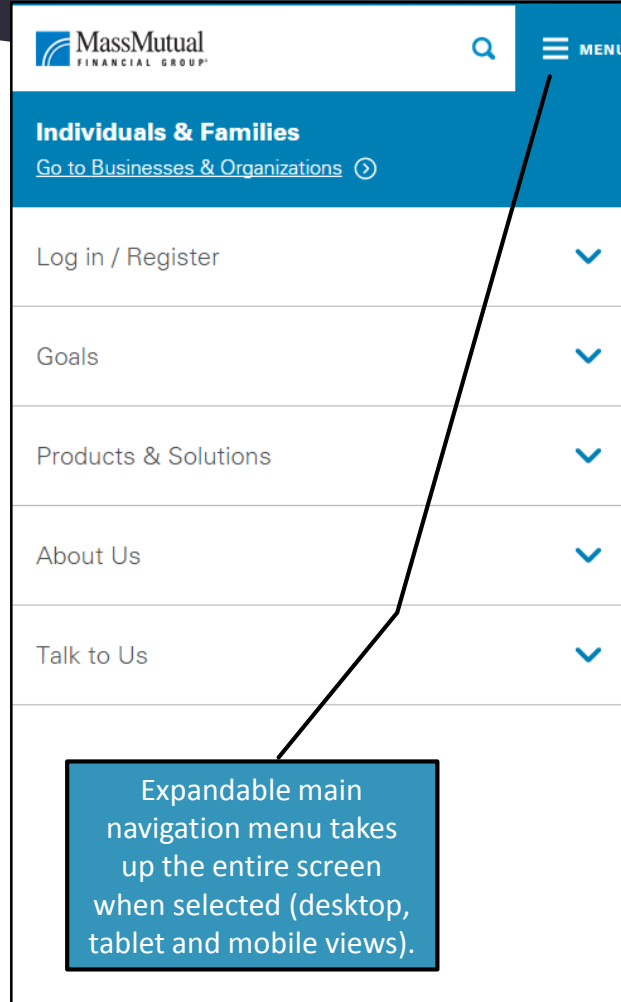 MassMutual
FINANCIAL GROUP®
MENU
Individuals & Families
Go to Businesses & Organizations
Log in / Register
Goals
Products & Solutions
About Us
Talk to Us
Expandable main
navigation menu takes
up the entire screen
when selected (desktop,
tablet and mobile views).